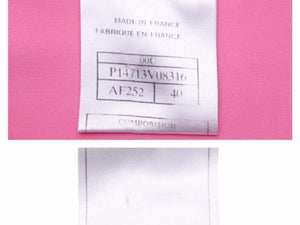 MADE IN FRANCE
FABRIQUE EN FRANCE
00C
P14713V08316
AF252 40
COMPOSITION